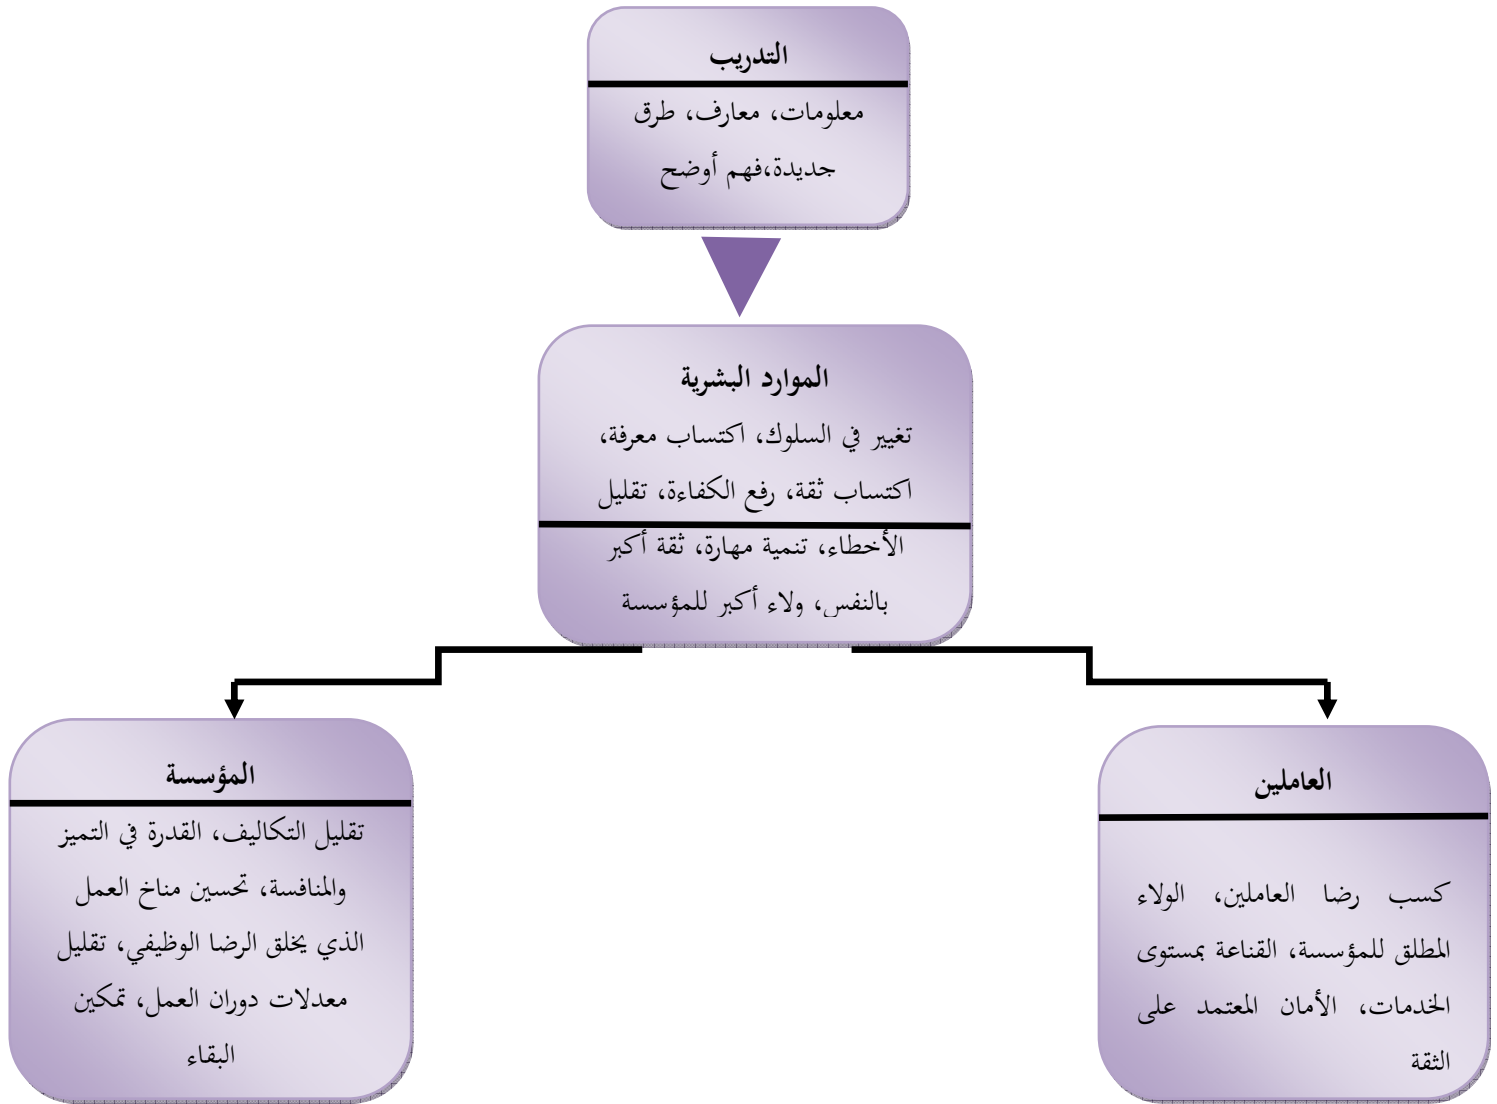 التدريب
معلومات، معارف، طرق
جديدة،فهم أوضح
الموارد البشرية
تغيير في السلوك، اكتساب معرفة،
اكتساب ثقة، رفع الكفاءة، تقليل
الأخطاء، تنمية مهارة، ثقة أكبر
بالنفس، ولاء أكبر للمؤسسة
العاملين
كسب رضا العاملين، الولاء
المطلق للمؤسسة، القناعة بمستوى
الخدمات، الأمان المعتمد على
الثقة
المؤسسة
تقليل التكاليف، القدرة في التميز
والمنافسة، تحسين مناخ العمل
الذي يخلق الرضا الوظيفي، تقليل
معدلات دوران العمل، تمكين
البقاء